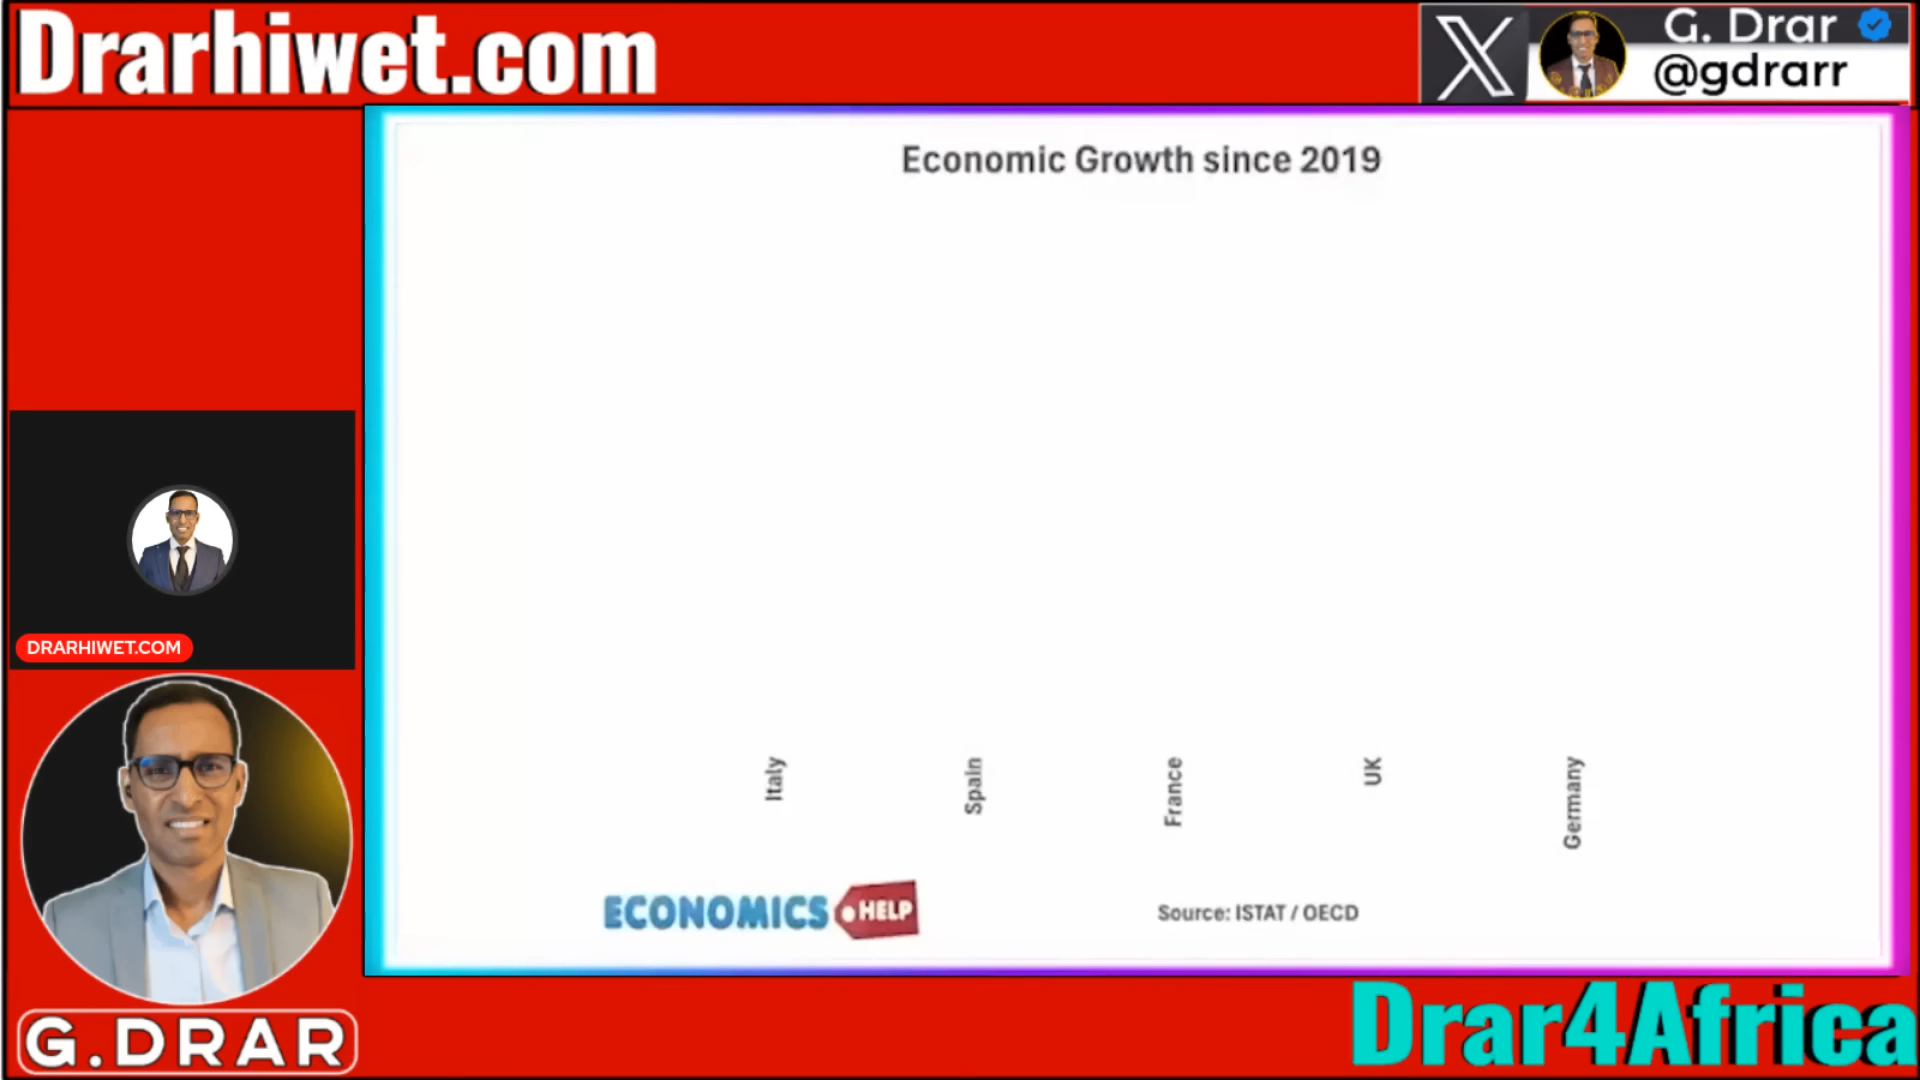 Drarhiwet.com
G. Drar
@gdrarr
Economic Growth since 2019
DRARHIWET.COM
Italy
Spain
France
UK
Germany
ECONOMICS HELP
Source: ISTAT / OECD
G.DRAR
Drar4Africa